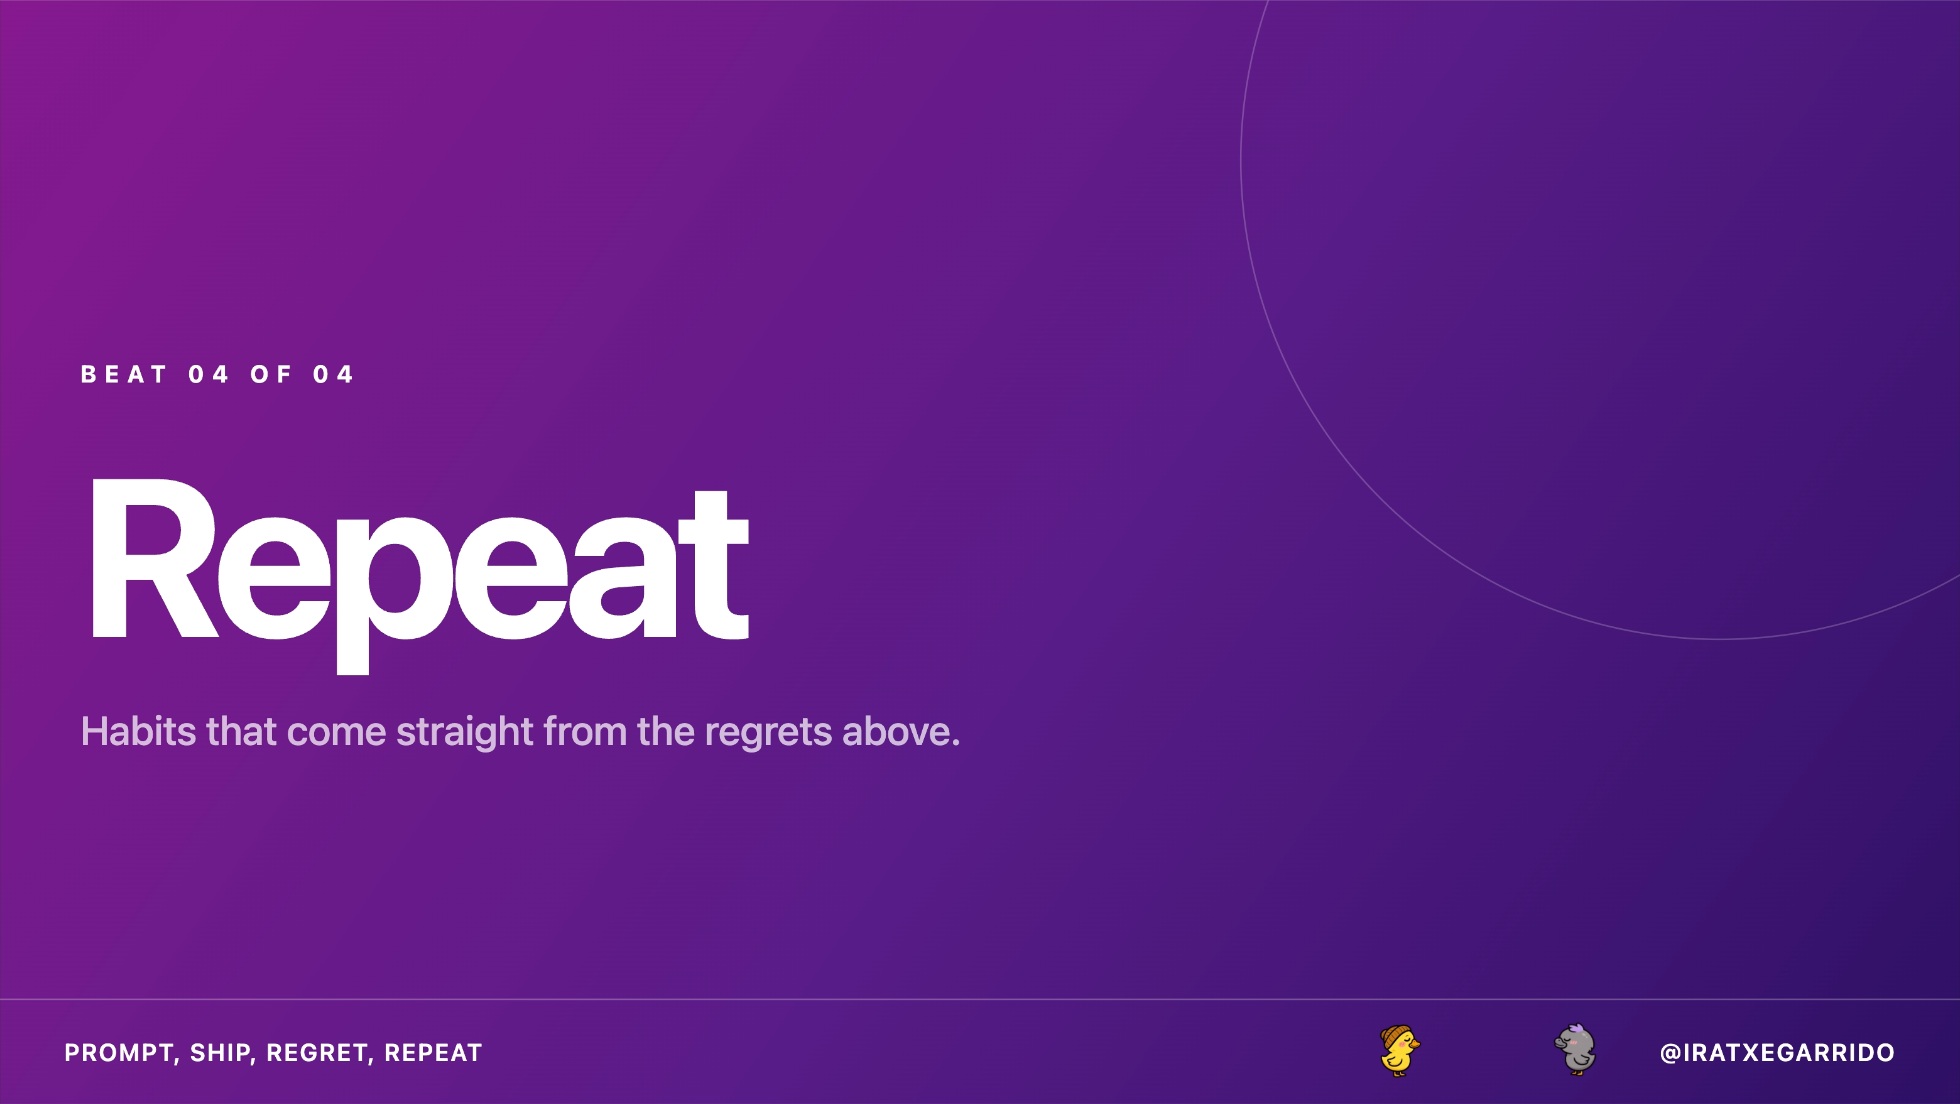 BEAT 04 OF 04
Repeat
Habits that come straight from the regrets above.
PROMPT, SHIP, REGRET, REPEAT
@IRATXEGARRIDO